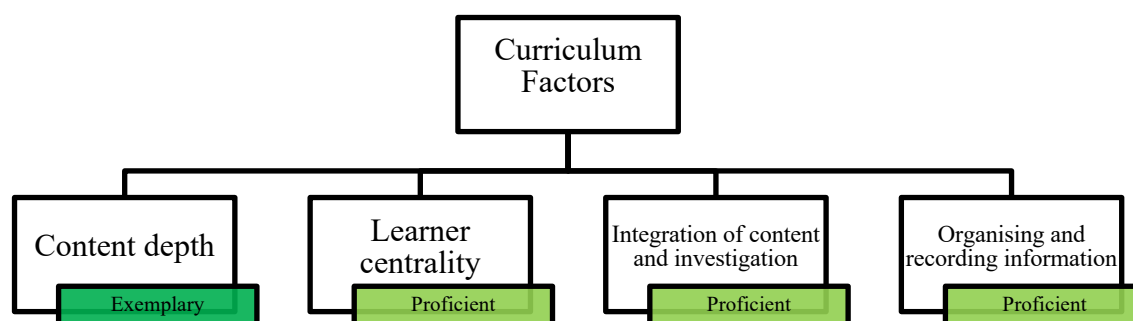 Curriculum
Factors
Content depth
Exemplary
Learner
centrality
Proficient
Integration of content
and investigation
Proficient
Organising and
recording information
Proficient